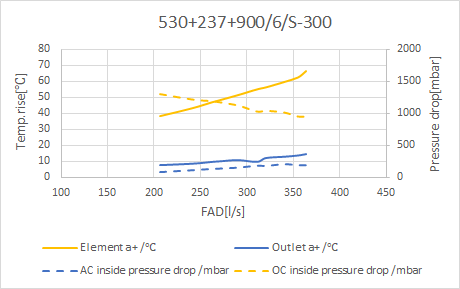 530+237+900/6/S-300
80
70
60
50
40
30
20
10
0
Temp.rise[°C]
2000
1500
1000
500
0
Pressure drop[mbar]
100 150 200 250 300 350 400 450
FAD[l/s]
Element a+ /°C
Outlet a+ /°C
AC inside pressure drop /mbar
OC inside pressure drop /mbar